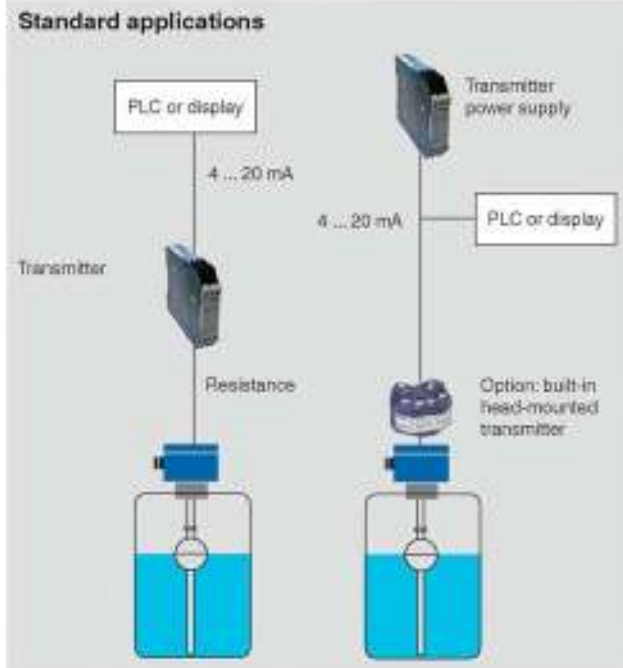 Standard applications
PLC or display
4 ... 20 mA
Transmitter
Resistance
Transmitter
power supply
4 ... 20 mA
PLC or display
Option: built-in
head-mounted
transmitter